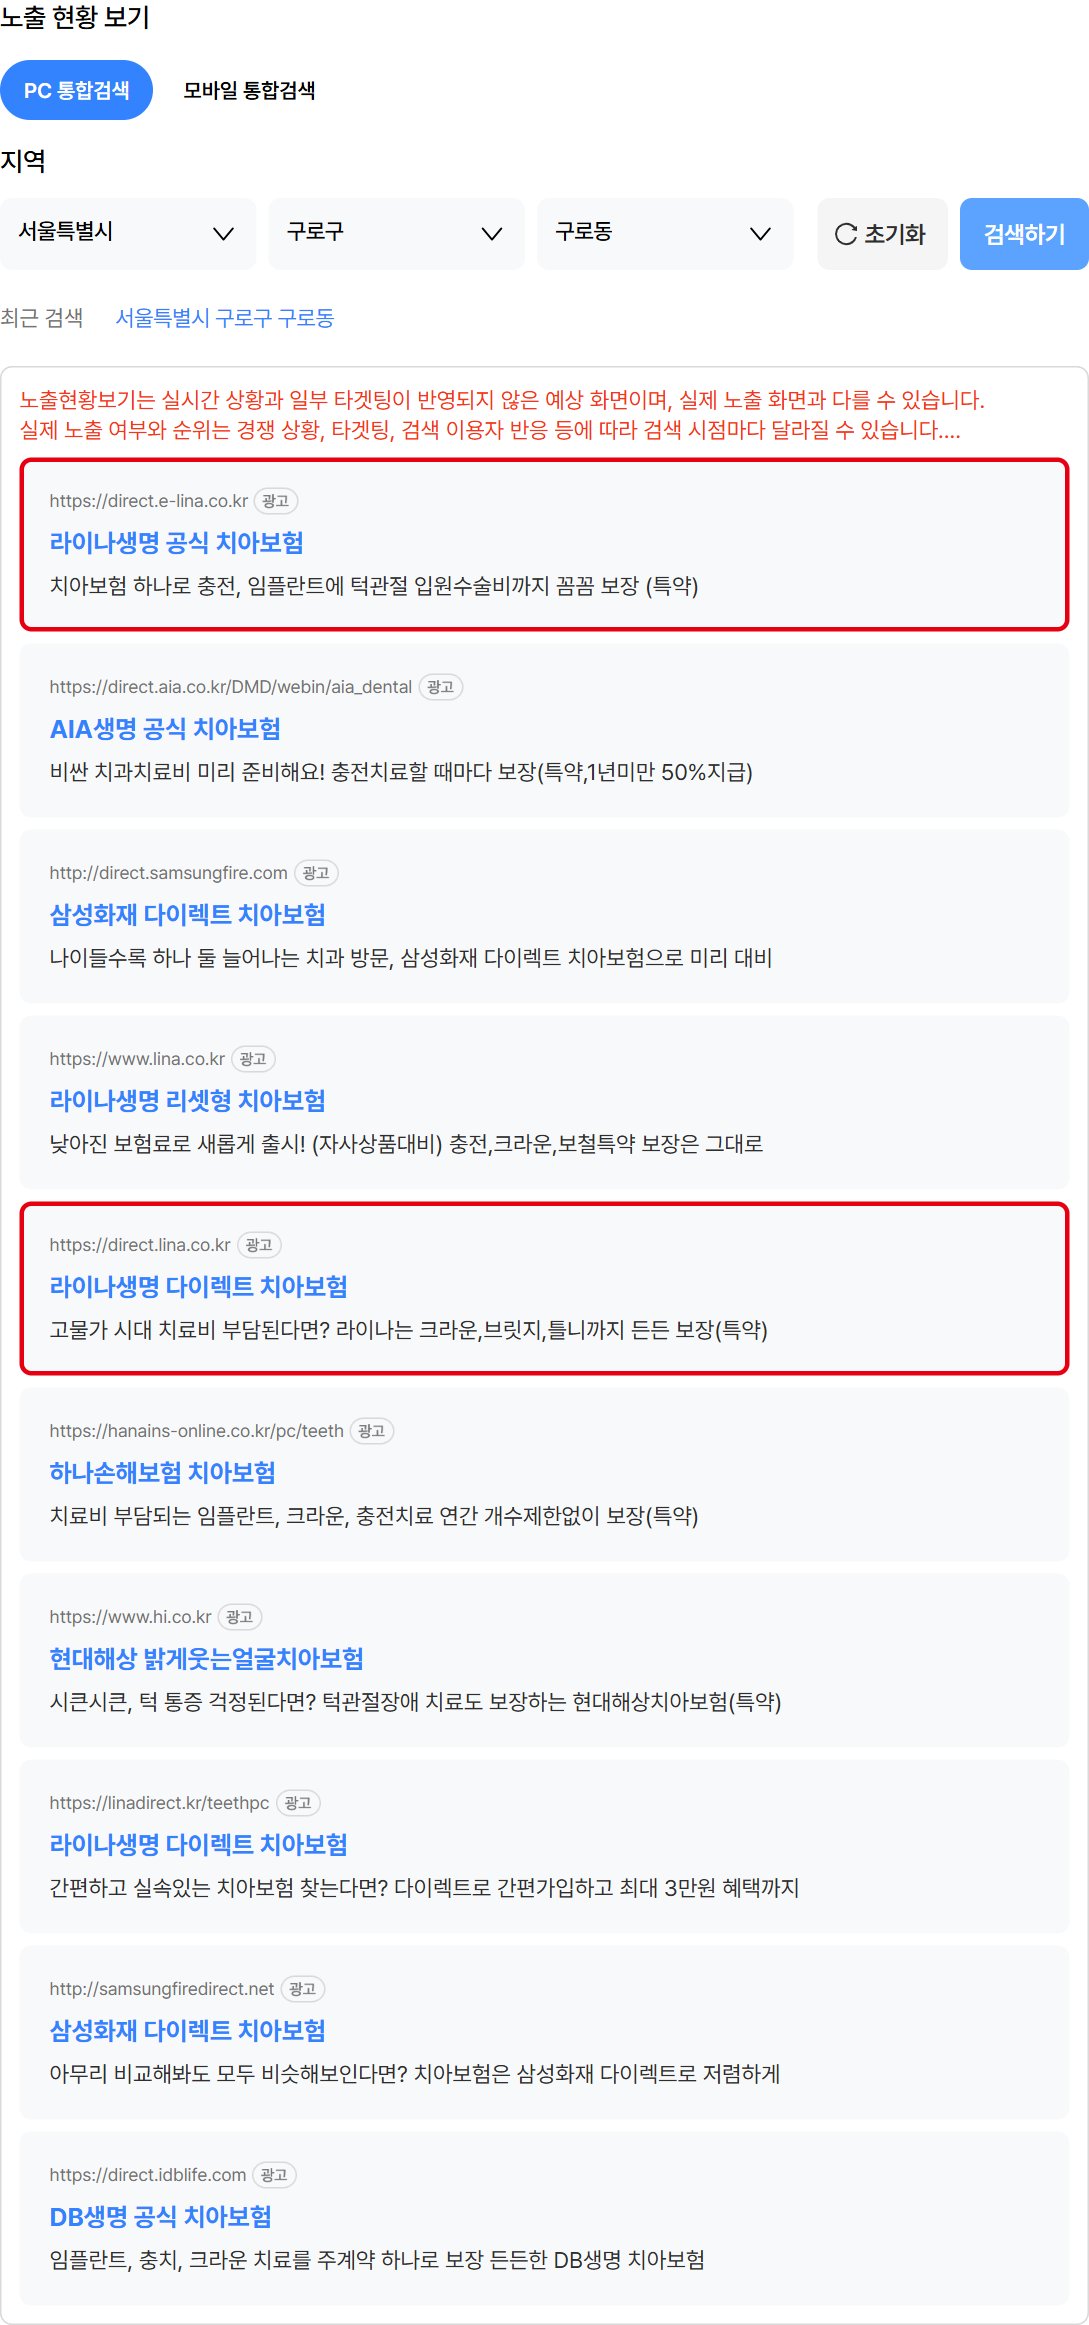 노출 현황 보기
PC 통합검색 모바일 통합검색
지역
서울특별시 구로구 구로동 초기화 검색하기
최근 검색 서울특별시 구로구 구로동
노출현황보기는 실시간 상황과 일부 타겟팅이 반영되지 않은 예상 화면이며, 실제 노출 화면과 다를 수 있습니다.
실제 노출 여부와 순위는 경쟁 상황, 타겟팅, 검색 이용자 반응 등에 따라 검색 시점마다 달라질 수 있습니다....
https://direct.e-lina.co.kr 광고
라이나생명 공식 치아보험
치아보험 하나로 충전, 임플란트에 턱관절 입원수술비까지 꼼꼼 보장 (특약)
https://direct.aia.co.kr/DMD/webin/aia_dental 광고
AIA생명 공식 치아보험
비싼 치과치료비 미리 준비해요! 충전치료할 때마다 보장(특약,1년미만 50%지급)
http://direct.samsungfire.com 광고
삼성화재 다이렉트 치아보험
나이들수록 하나 둘 늘어나는 치과 방문, 삼성화재 다이렉트 치아보험으로 미리 대비
https://www.lina.co.kr 광고
라이나생명 리셋형 치아보험
낮아진 보험료로 새롭게 출시! (자사상품대비) 충전,크라운,보철특약 보장은 그대로
https://direct.lina.co.kr 광고
라이나생명 다이렉트 치아보험
고물가 시대 치료비 부담된다면? 라이나는 크라운,브릿지,틀니까지 든든 보장(특약)
https://hanains-online.co.kr/pc/teeth 광고
하나손해보험 치아보험
치료비 부담되는 임플란트, 크라운, 충전치료 연간 개수제한없이 보장(특약)
https://www.hi.co.kr 광고
현대해상 밝게웃는얼굴치아보험
시큰시큰, 턱 통증 걱정된다면? 턱관절장애 치료도 보장하는 현대해상치아보험(특약)
https://linadirect.kr/teethpc 광고
라이나생명 다이렉트 치아보험
간편하고 실속있는 치아보험 찾는다면? 다이렉트로 간편가입하고 최대 3만원 혜택까지
http://samsungfiredirect.net 광고
삼성화재 다이렉트 치아보험
아무리 비교해봐도 모두 비슷해보인다면? 치아보험은 삼성화재 다이렉트로 저렴하게
https://direct.idblife.com 광고
DB생명 공식 치아보험
임플란트, 충치, 크라운 치료를 주계약 하나로 보장 든든한 DB생명 치아보험